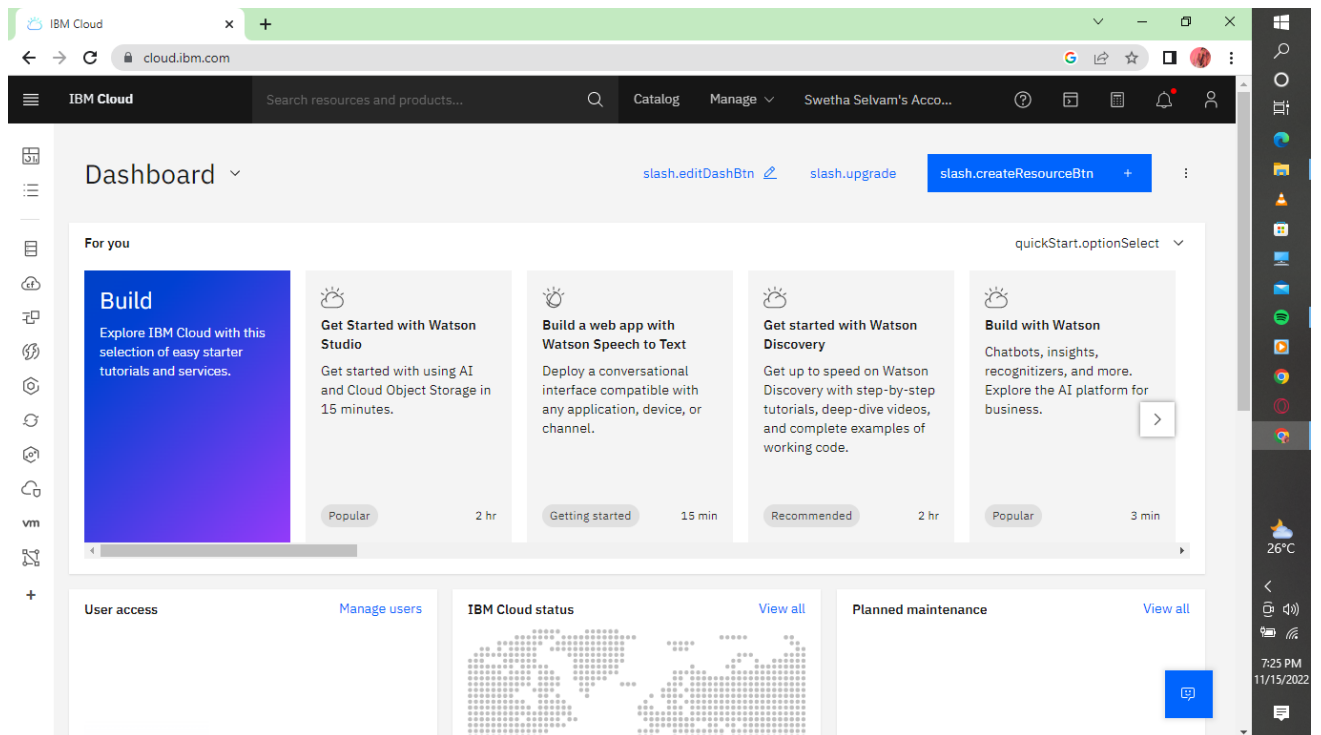 IBM Cloud
cloud.ibm.com
IBM Cloud
Search resources and products...
Catalog
Manage
Swetha Selvam's Acco...
Dashboard
slash.editDashBtn
slash.upgrade
slash.createResourceBtn +
For you
quickStart.optionSelect
Build
Explore IBM Cloud with this
selection of easy starter
tutorials and services.
Get Started with Watson
Studio
Get started with using AI
and Cloud Object Storage in
15 minutes.
Popular
2 hr
Build a web app with
Watson Speech to Text
Deploy a conversational
interface compatible with
any application, device, or
channel.
Getting started
15 min
Get started with Watson
Discovery
Get up to speed on Watson
Discovery with step-by-step
tutorials, deep-dive videos,
and complete examples of
working code.
Recommended
2 hr
Build with Watson
Chatbots, insights,
recognitizers, and more.
Explore the AI platform for
business.
Popular
3 min
cf
vm
User access
Manage users
IBM Cloud status
View all
Planned maintenance
View all
26°C
7:25 PM
11/15/2022